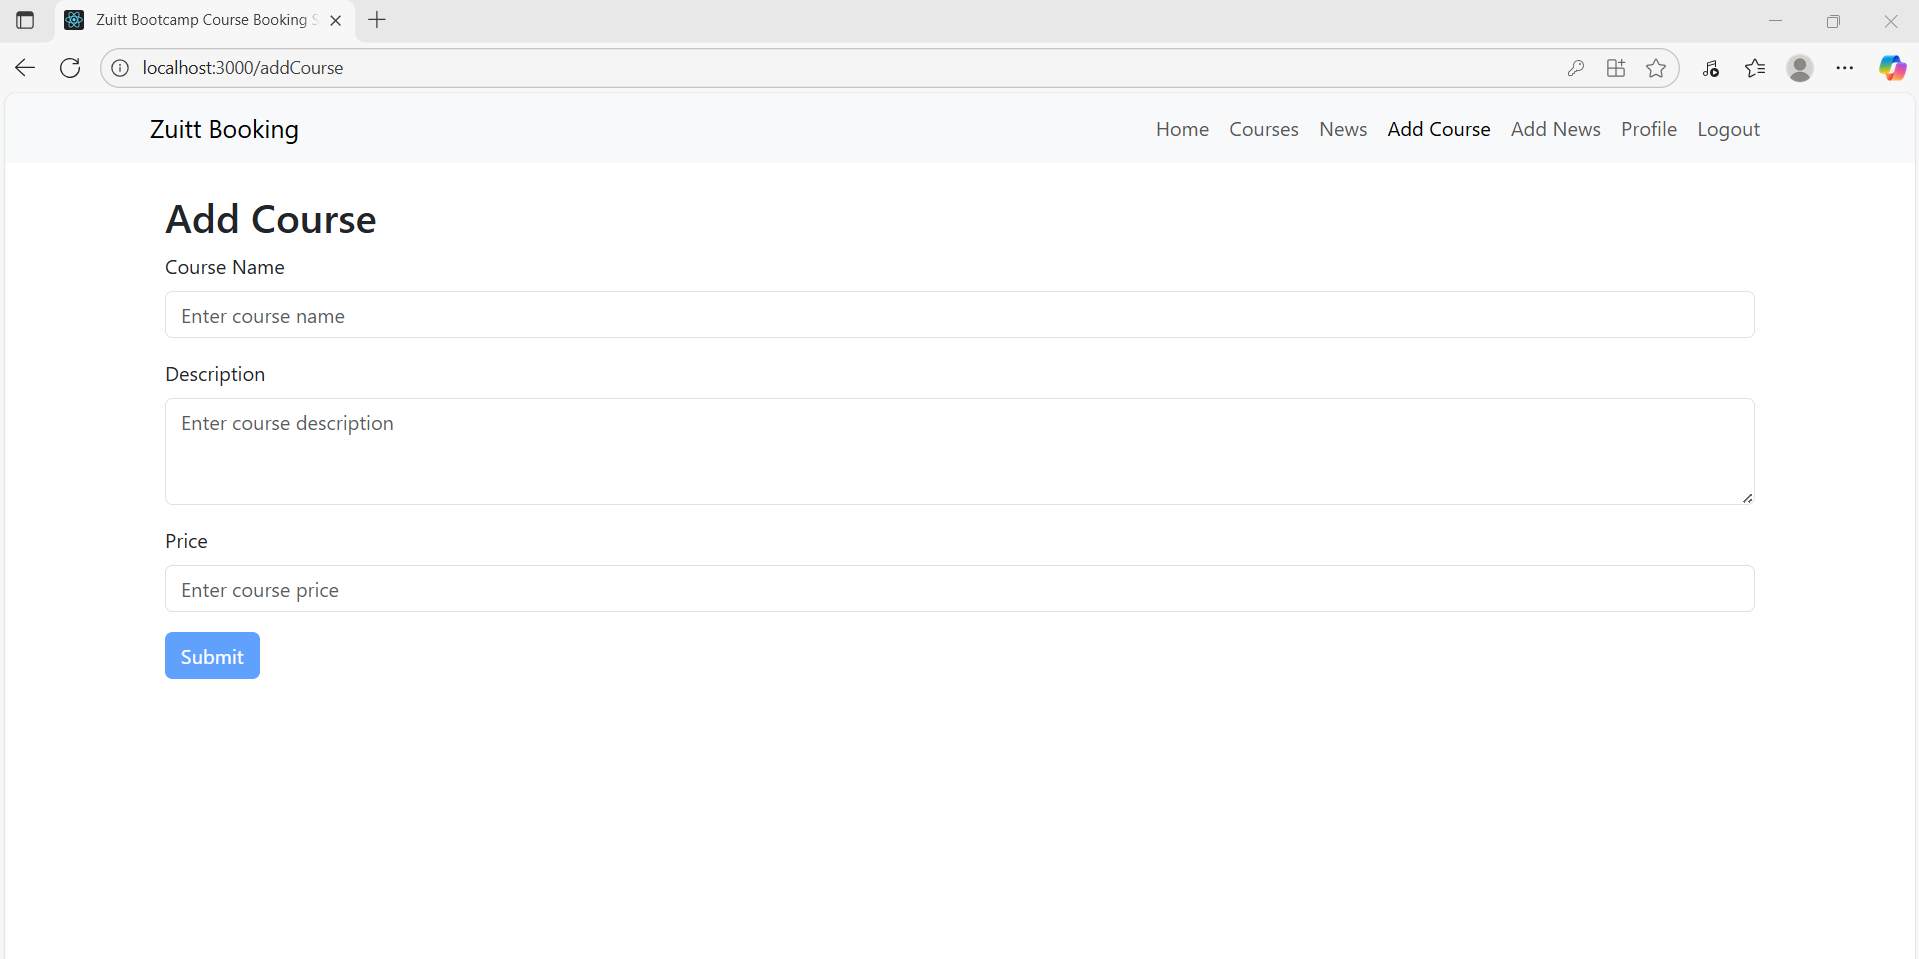 Zuitt Bootcamp Course Booking
localhost:3000/addCourse
Zuitt Booking
Home Courses News Add Course Add News Profile Logout
Add Course
Course Name
Enter course name
Description
Enter course description
Price
Enter course price
Submit